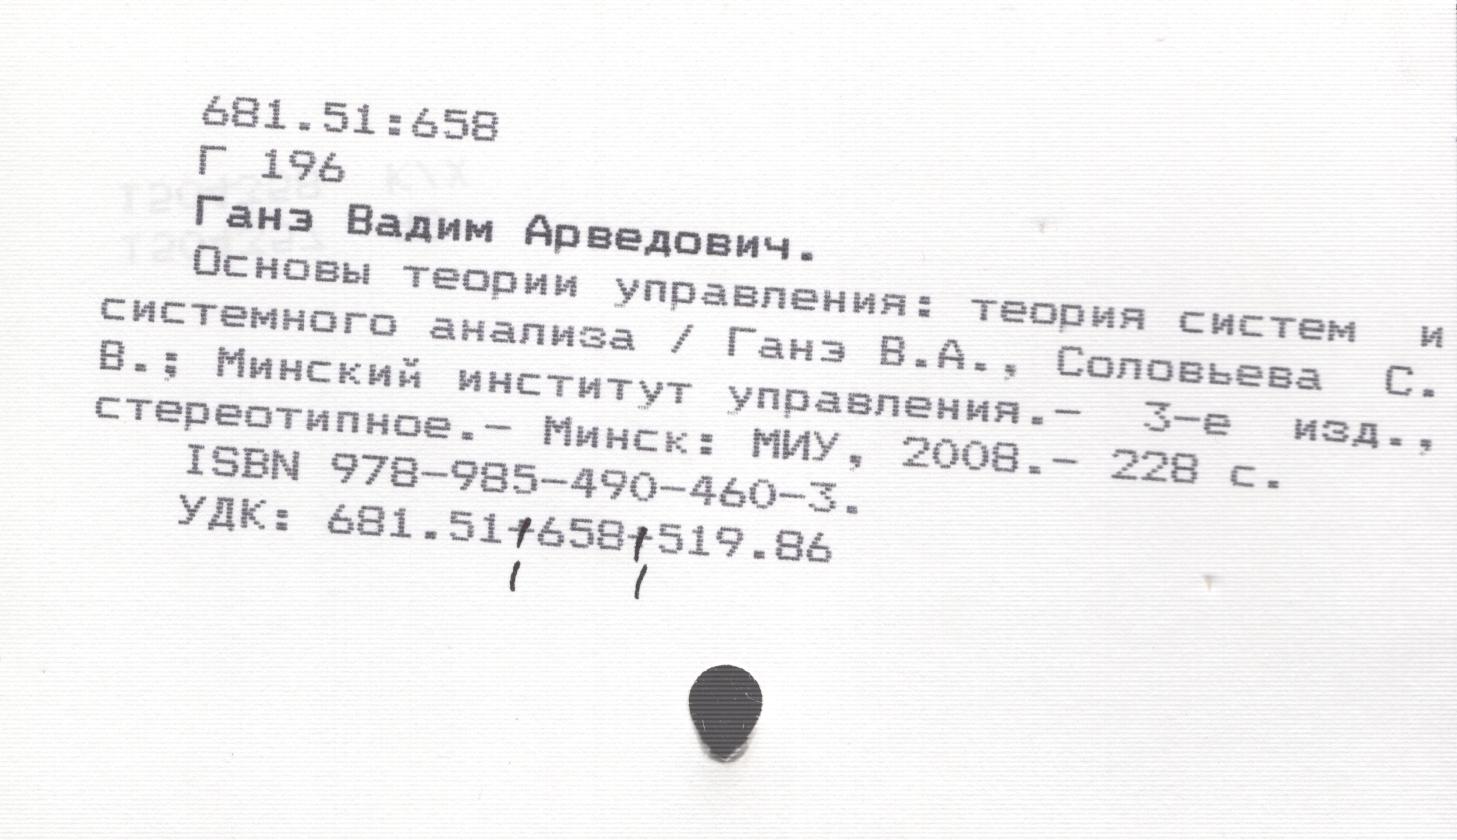 681.51:658
Г 196
Ганэ Вадим Арведович.
Основы теории управления: теория систем и
системного анализа / Ганэ В.А., Соловьева С.
В.; Минский институт управления.- 3-е изд.,
стереотипное.- Минск: МИУ, 2008.- 228 с.
ISBN 978-985-490-460-3.
УДК: 681.51+658+519.86